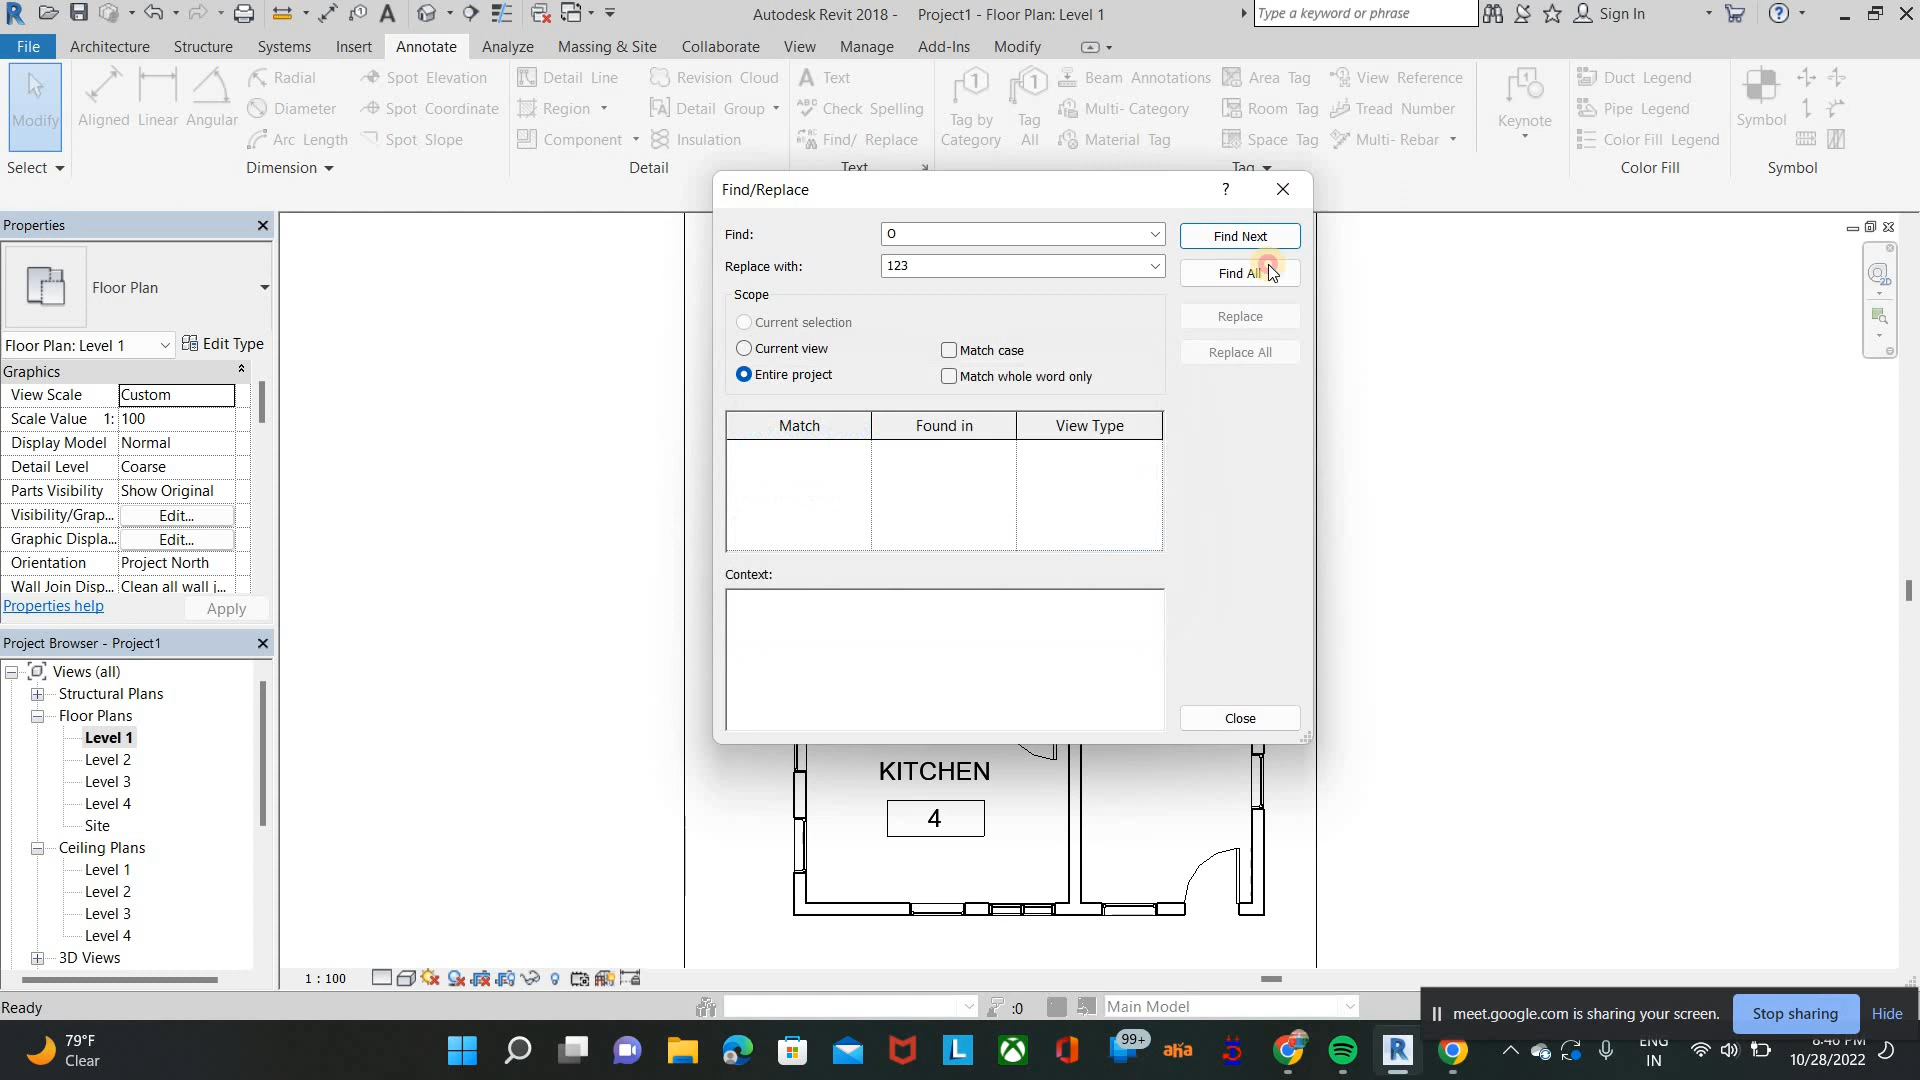 Autodesk Revit 2018 - Project1 - Floor Plan: Level 1
Type a keyword or phrase
Sign In
File Architecture Structure Systems Insert Annotate Analyze Massing & Site Collaborate View Manage Add-Ins Modify
Modify
Aligned Linear Angular
Radial
Diameter
Arc Length
Spot Elevation
Spot Coordinate
Spot Slope
Detail Line
Region
Component
Revision Cloud
Detail Group
Insulation
A Text
ABC Check Spelling
Find/ Replace
Tag by
Category
Tag
All
Beam Annotations
Multi- Category
Material Tag
Area Tag
Room Tag
Space Tag
View Reference
Tread Number
Multi- Rebar
Keynote
Duct Legend
Pipe Legend
Color Fill Legend
Symbol
Select Dimension Detail Text Tag Color Fill Symbol
Properties
Floor Plan
Floor Plan: Level 1 Edit Type
Graphics
View Scale Custom
Scale Value 1: 100
Display Model Normal
Detail Level Coarse
Parts Visibility Show Original
Visibility/Grap... Edit...
Graphic Displa... Edit...
Orientation Project North
Wall Join Disp... Clean all wall j...
Properties help Apply
Project Browser - Project1
Views (all)
Structural Plans
Floor Plans
Level 1
Level 2
Level 3
Level 4
Site
Ceiling Plans
Level 1
Level 2
Level 3
Level 4
3D Views
Find/Replace
?
Find: O
Find Next
Replace with: 123
Find All
Scope
Current selection
Replace
Current view
Match case
Replace All
Entire project
Match whole word only
Match Found in View Type
Context:
Close
KITCHEN
4
2D
1 : 100
Ready
:0
Main Model
meet.google.com is sharing your screen.
Stop sharing
Hide
79°F
Clear
99+
aha
ENG
IN
8:46 PM
10/28/2022